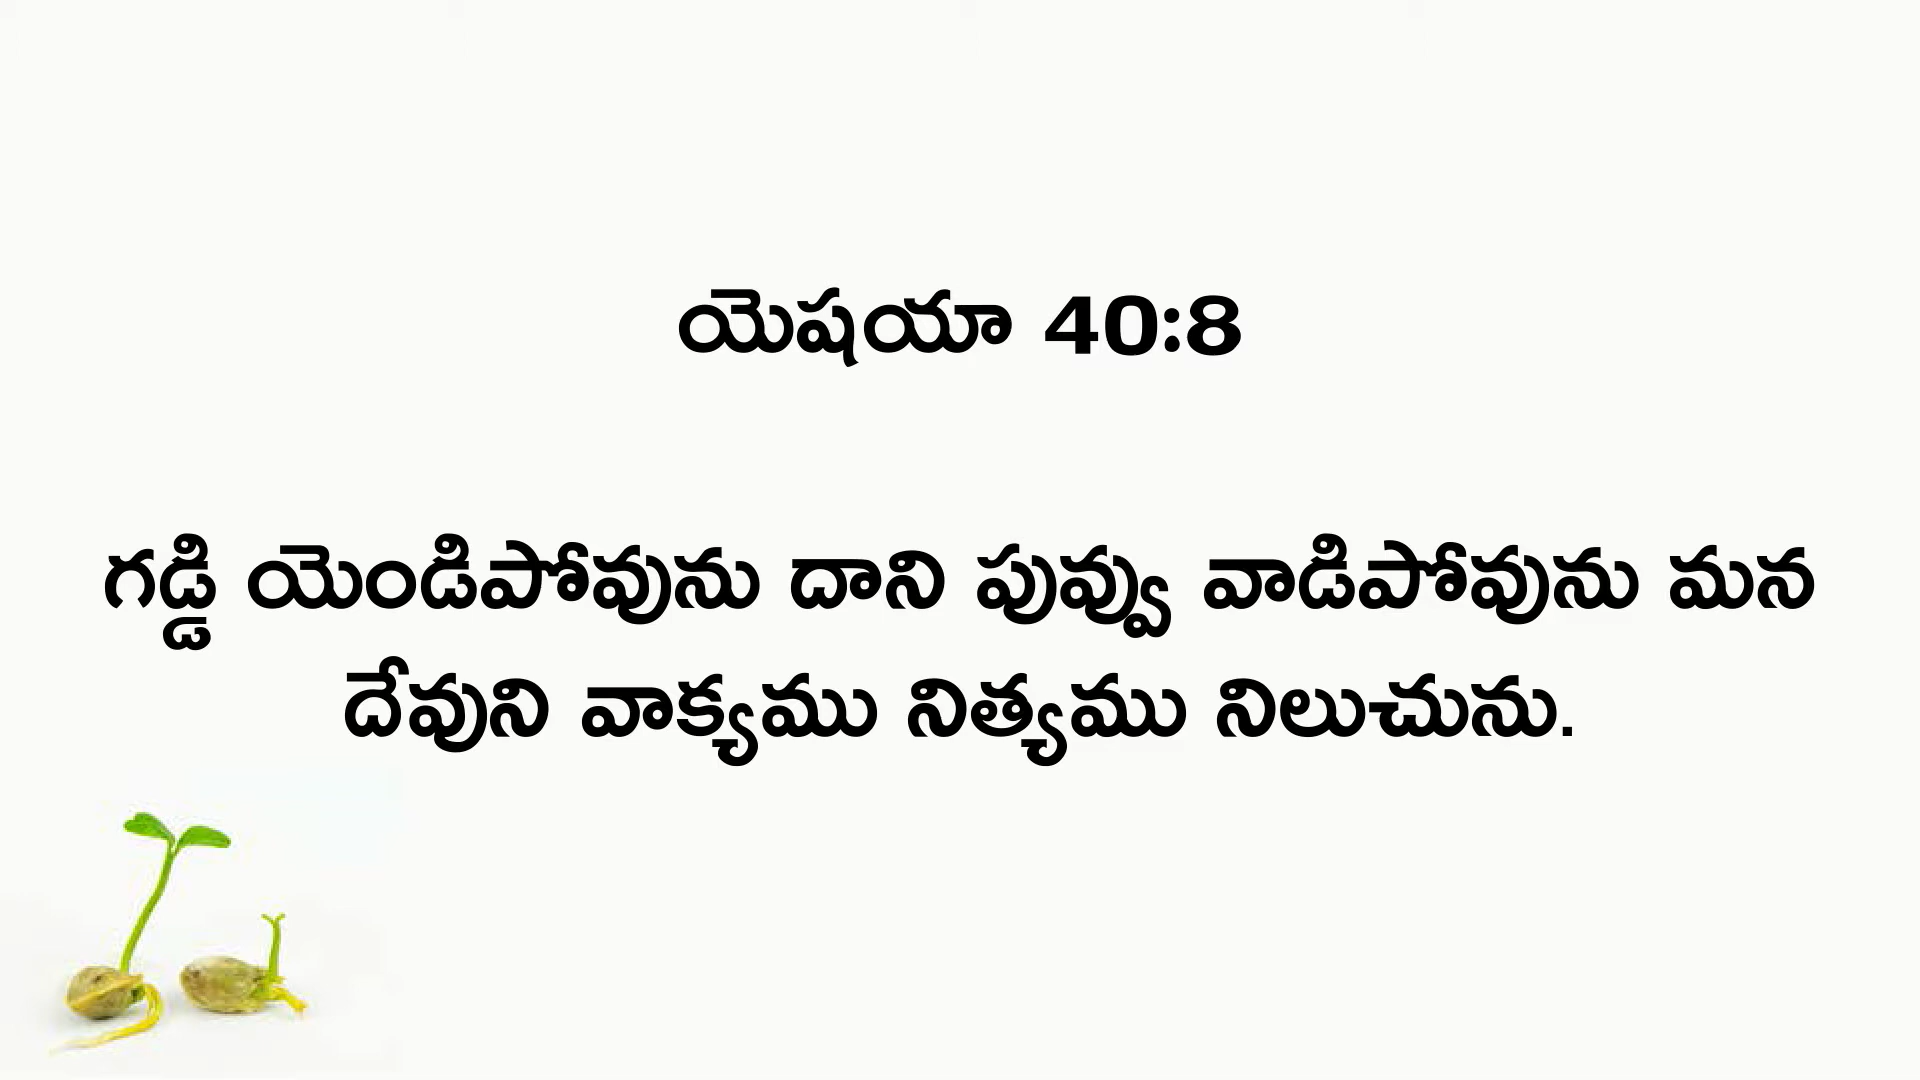 యెషయా 40:8
గడ్డి యెండిపోవును దాని పువ్వు వాడిపోవును మన
దేవుని వాక్యము నిత్యము నిలుచును.